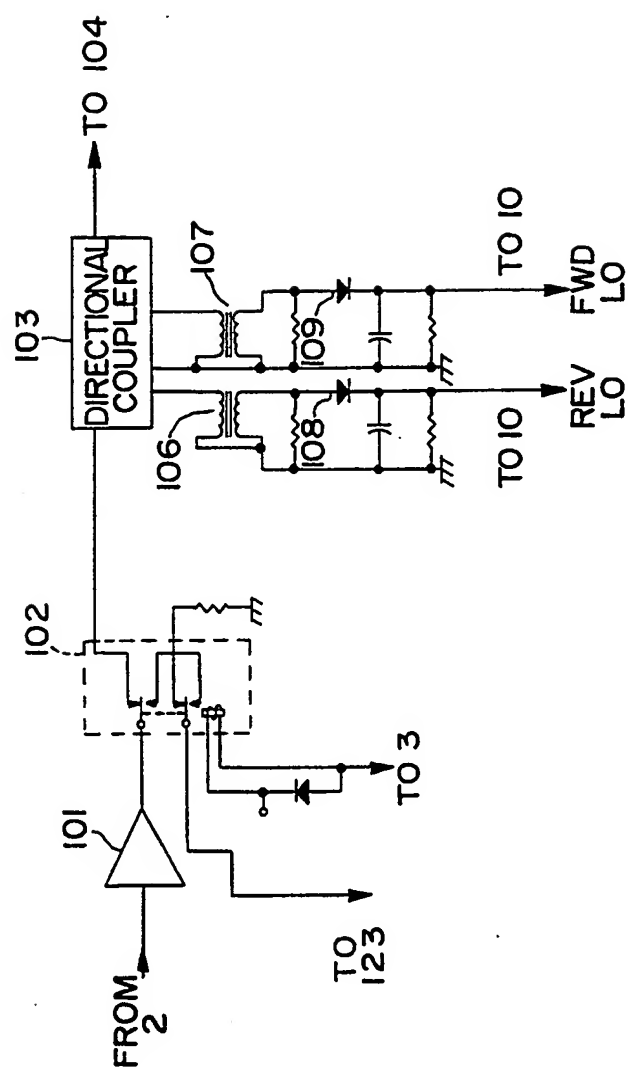 FROM
2
101
TO
123
102
TO 3
103
DIRECTIONAL
COUPLER
TO 104
106
107
108
109
TO 10
TO 10
REV
LO
FWD
LO